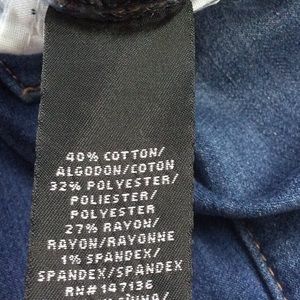 40% COTTON/
ALGODON/COTON
32% POLYESTER/
POLIESTER/
POLYESTER
27% RAYON/
RAYON/RAYONNE
1% SPANDEX/
SPANDEX/SPANDEX
RN#147136